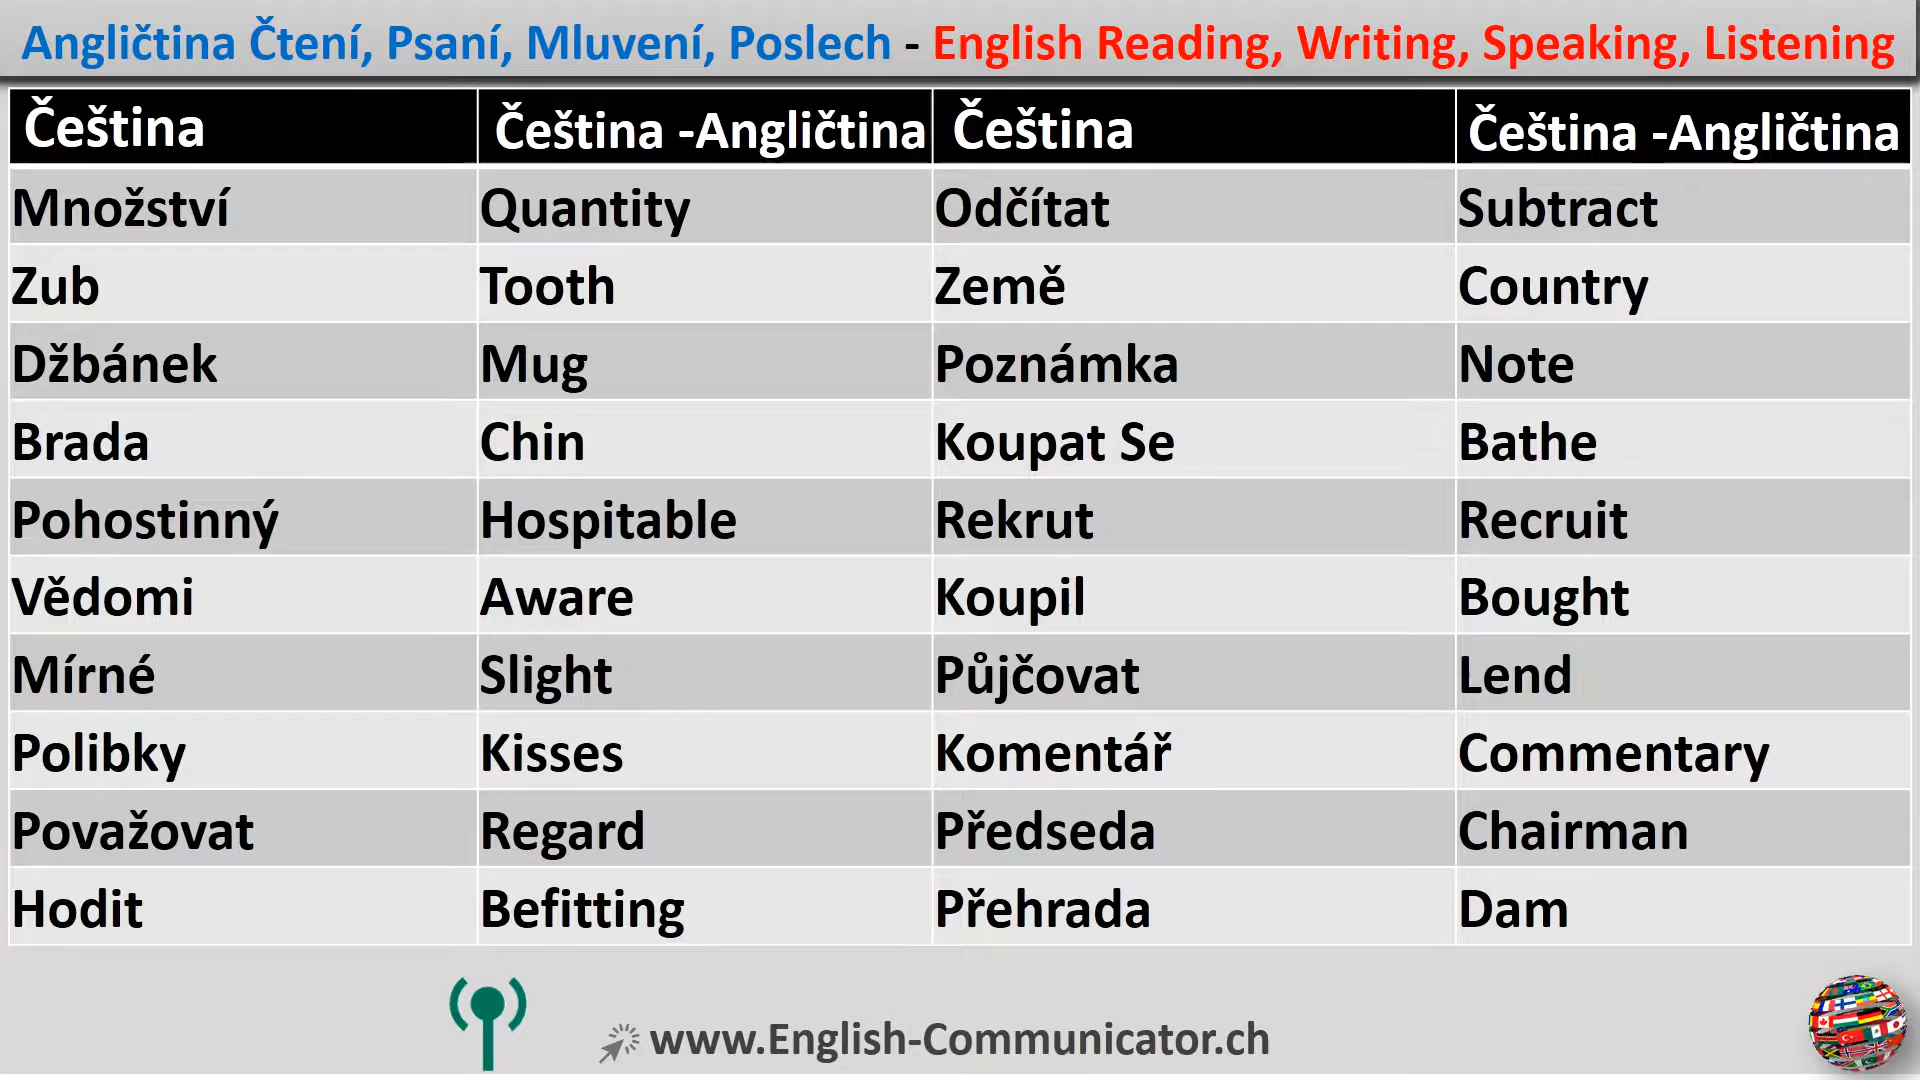 Angličtina Čtení, Psaní, Mluvení, Poslech - English Reading, Writing, Speaking, Listening
Čeština Čeština -Angličtina Čeština Čeština -Angličtina
Množství Quantity Odčítat Subtract
Zub Tooth Země Country
Džbánek Mug Poznámka Note
Brada Chin Koupat Se Bathe
Pohostinný Hospitable Rekrut Recruit
Vědomi Aware Koupil Bought
Mírné Slight Půjčovat Lend
Polibky Kisses Komentář Commentary
Považovat Regard Předseda Chairman
Hodit Befitting Přehrada Dam
www.English-Communicator.ch